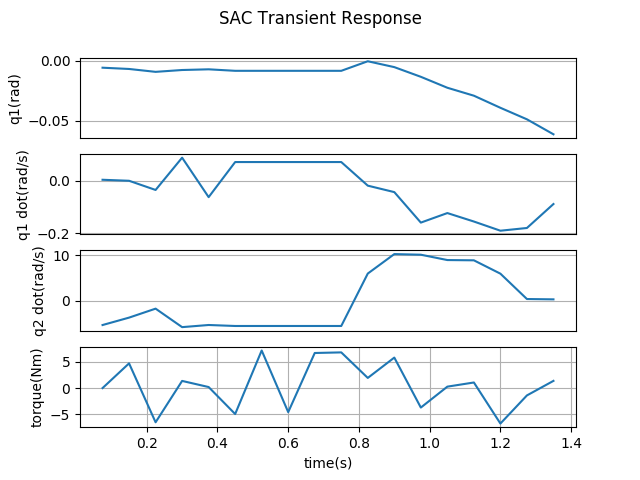 SAC Transient Response
0.00
−0.05
q1(rad)
0.0
−0.2
q1 dot(rad/s)
10
0
q2 dot(rad/s)
5
0
−5
torque(Nm)
0.2 0.4 0.6 0.8 1.0 1.2 1.4
time(s)